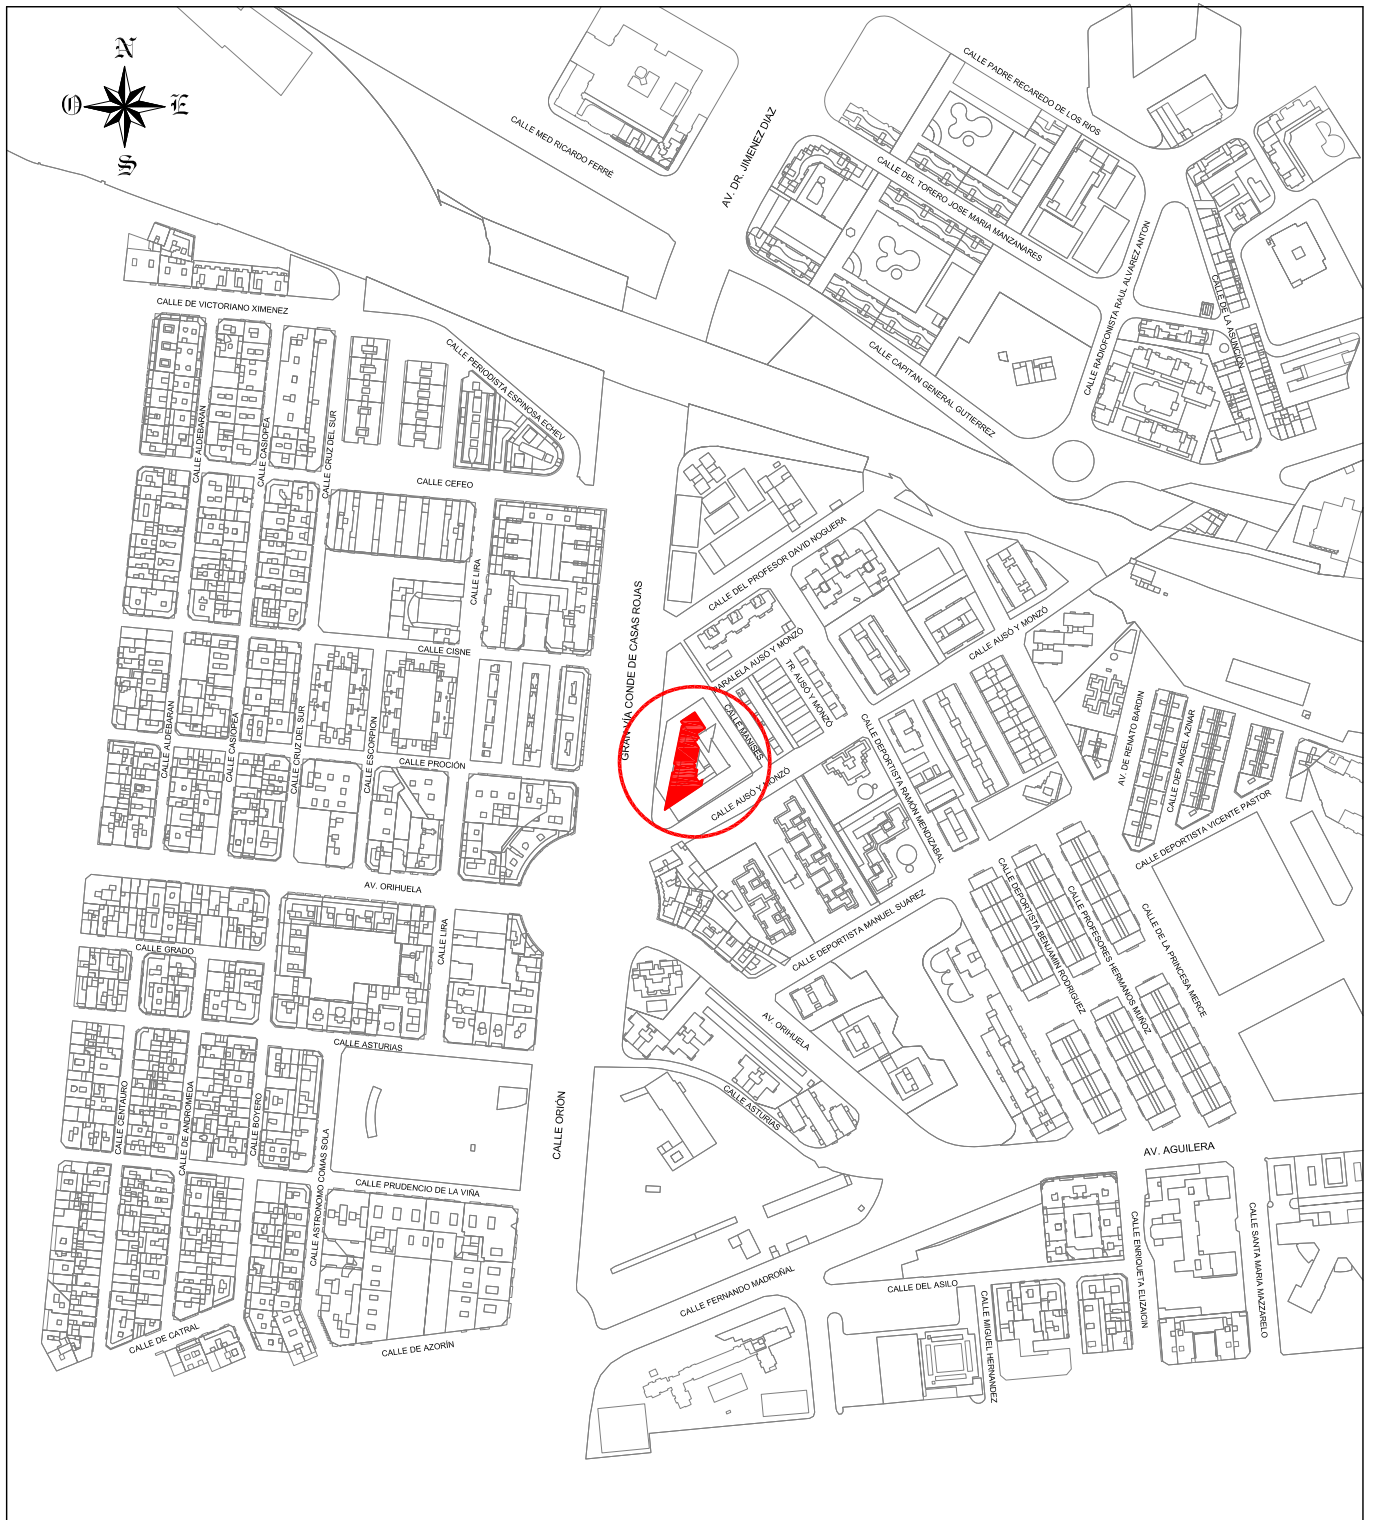 N
O
E
S
CALLE PADRE RECAREDO DE LOS RIOS
CALLE MED RICARDO FERRÉ
AV. DR. JIMENEZ DIAZ
CALLE DEL TORERO JOSE MARIA MANZANARES
CALLE RADIOFONISTA RAUL ALVAREZ ANTON
CALLE DE LA ASUNCIÓN
CALLE DE VICTORIANO XIMENEZ
CALLE PERIODISTA ESPINOSA ECHEV
CALLE CAPITAN GENERAL GUTIERREZ
CALLE ALDEBARAN
CALLE CASIOPEA
CALLE CRUZ DEL SUR
CALLE CEFEO
CALLE LIRA
CALLE DEL PROFESOR DAVID NOGUERA
GRAN VÍA CONDE DE CASAS ROJAS
CALLE AUSÓ Y MONZÓ
CALLE CISNE
PARALELA AUSÓ Y MONZO
TR. AUSÓ Y MONZO
CALLE MANISES
CALLE ALDEBARAN
CALLE CASIOPEA
CALLE CRUZ DEL SUR
CALLE ESCORPIÓN
CALLE PROCIÓN
CALLE AUSÓ Y MONZÓ
CALLE DEPORTISTA RAMÓN MENDIZABAL
AV. DE RENATO BARDIN
CALLE DEP ANGEL AZNAR
CALLE DEPORTISTA VICENTE PASTOR
AV. ORIHUELA
CALLE LIRA
CALLE GRADO
CALLE DEPORTISTA MANUEL SUAREZ
CALLE DEPORTISTA BENJAMIN RODRIGUEZ
CALLE PROFESORES HERMANOS MUÑOZ
CALLE DE LA PRINCESA MERCE
AV. ORIHUELA
CALLE ASTURIAS
CALLE ASTURIAS
CALLE CENTAURO
CALLE DE ANDROMEDA
CALLE BOYERO
CALLE ASTRONOMO COMAS SOLA
CALLE ORIÓN
AV. AGUILERA
CALLE PRUDENCIO DE LA VIÑA
CALLE ENRIQUETA ELIZAICIN
CALLE SANTA MARIA MAZZARELO
CALLE FERNANDO MADROÑAL
CALLE DEL ASILO
CALLE MIGUEL HERNANDEZ
CALLE DE CATRAL
CALLE DE AZORÍN